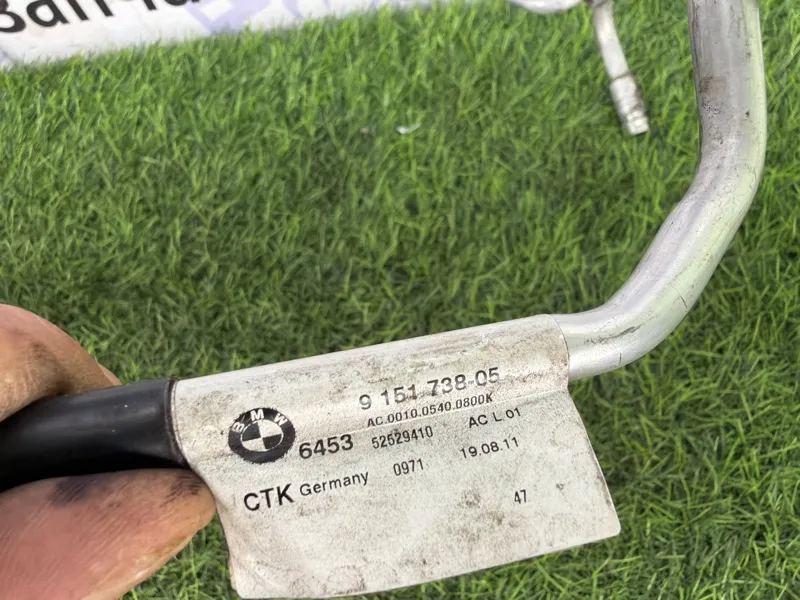 9 151 738-05
AC.0010.0540.0800K
BMW
6453 52529410 AC L 01
CTK Germany 0971 19.08.11
47